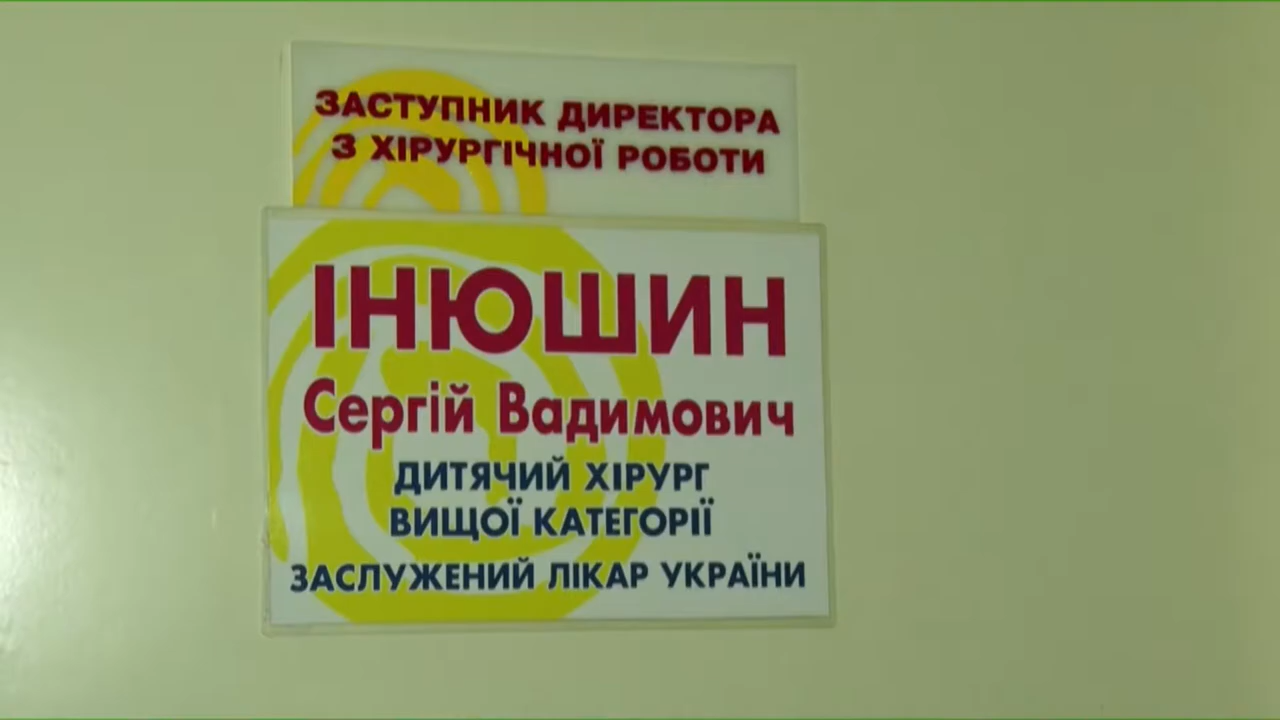 ЗАСТУПНИК ДИРЕКТОРА
З ХІРУРГІЧНОЇ РОБОТИ
ІНЮШИН
Сергій Вадимович
ДИТЯЧИЙ ХІРУРГ
ВИЩОЇ КАТЕГОРІЇ
ЗАСЛУЖЕНИЙ ЛІКАР УКРАЇНИ